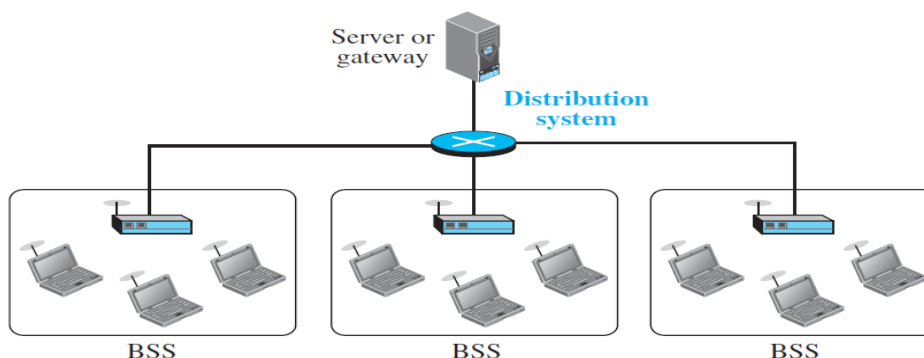 Server or
gateway
Distribution
system
BSS
BSS
BSS